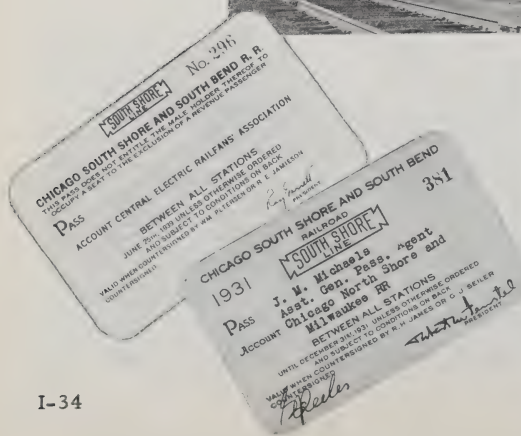 No. 296
SOUTH SHORE
LINE
CHICAGO SOUTH SHORE AND SOUTH BEND R. R.
THIS PASS DOES NOT ENTITLE THE MALE HOLDER THEREOF TO
OCCUPY A SEAT TO THE EXCLUSION OF A REVENUE PASSENGER
PASS
ACCOUNT CENTRAL ELECTRIC RAILFANS' ASSOCIATION
BETWEEN ALL STATIONS
JUNE 25th, 1939 UNLESS OTHERWISE ORDERED
AND SUBJECT TO CONDITIONS ON BACK
VALID WHEN COUNTERSIGNED BY WM. PETERSEN OR R. E. JAMIESON
COUNTERSIGNED
PRESIDENT
CHICAGO SOUTH SHORE AND SOUTH BEND
RAILROAD
381
1931
SOUTH SHORE
LINE
PASS J. M. Michaels
Asst. Gen. Pass. Agent
ACCOUNT Chicago North Shore and
Milwaukee RR
BETWEEN ALL STATIONS
UNTIL DECEMBER 31st, 1931 UNLESS OTHERWISE ORDERED
AND SUBJECT TO CONDITIONS ON BACK
VALID WHEN COUNTERSIGNED BY R. H. JAMES OR G. J. SEILER
COUNTERSIGNED
PRESIDENT
I-34